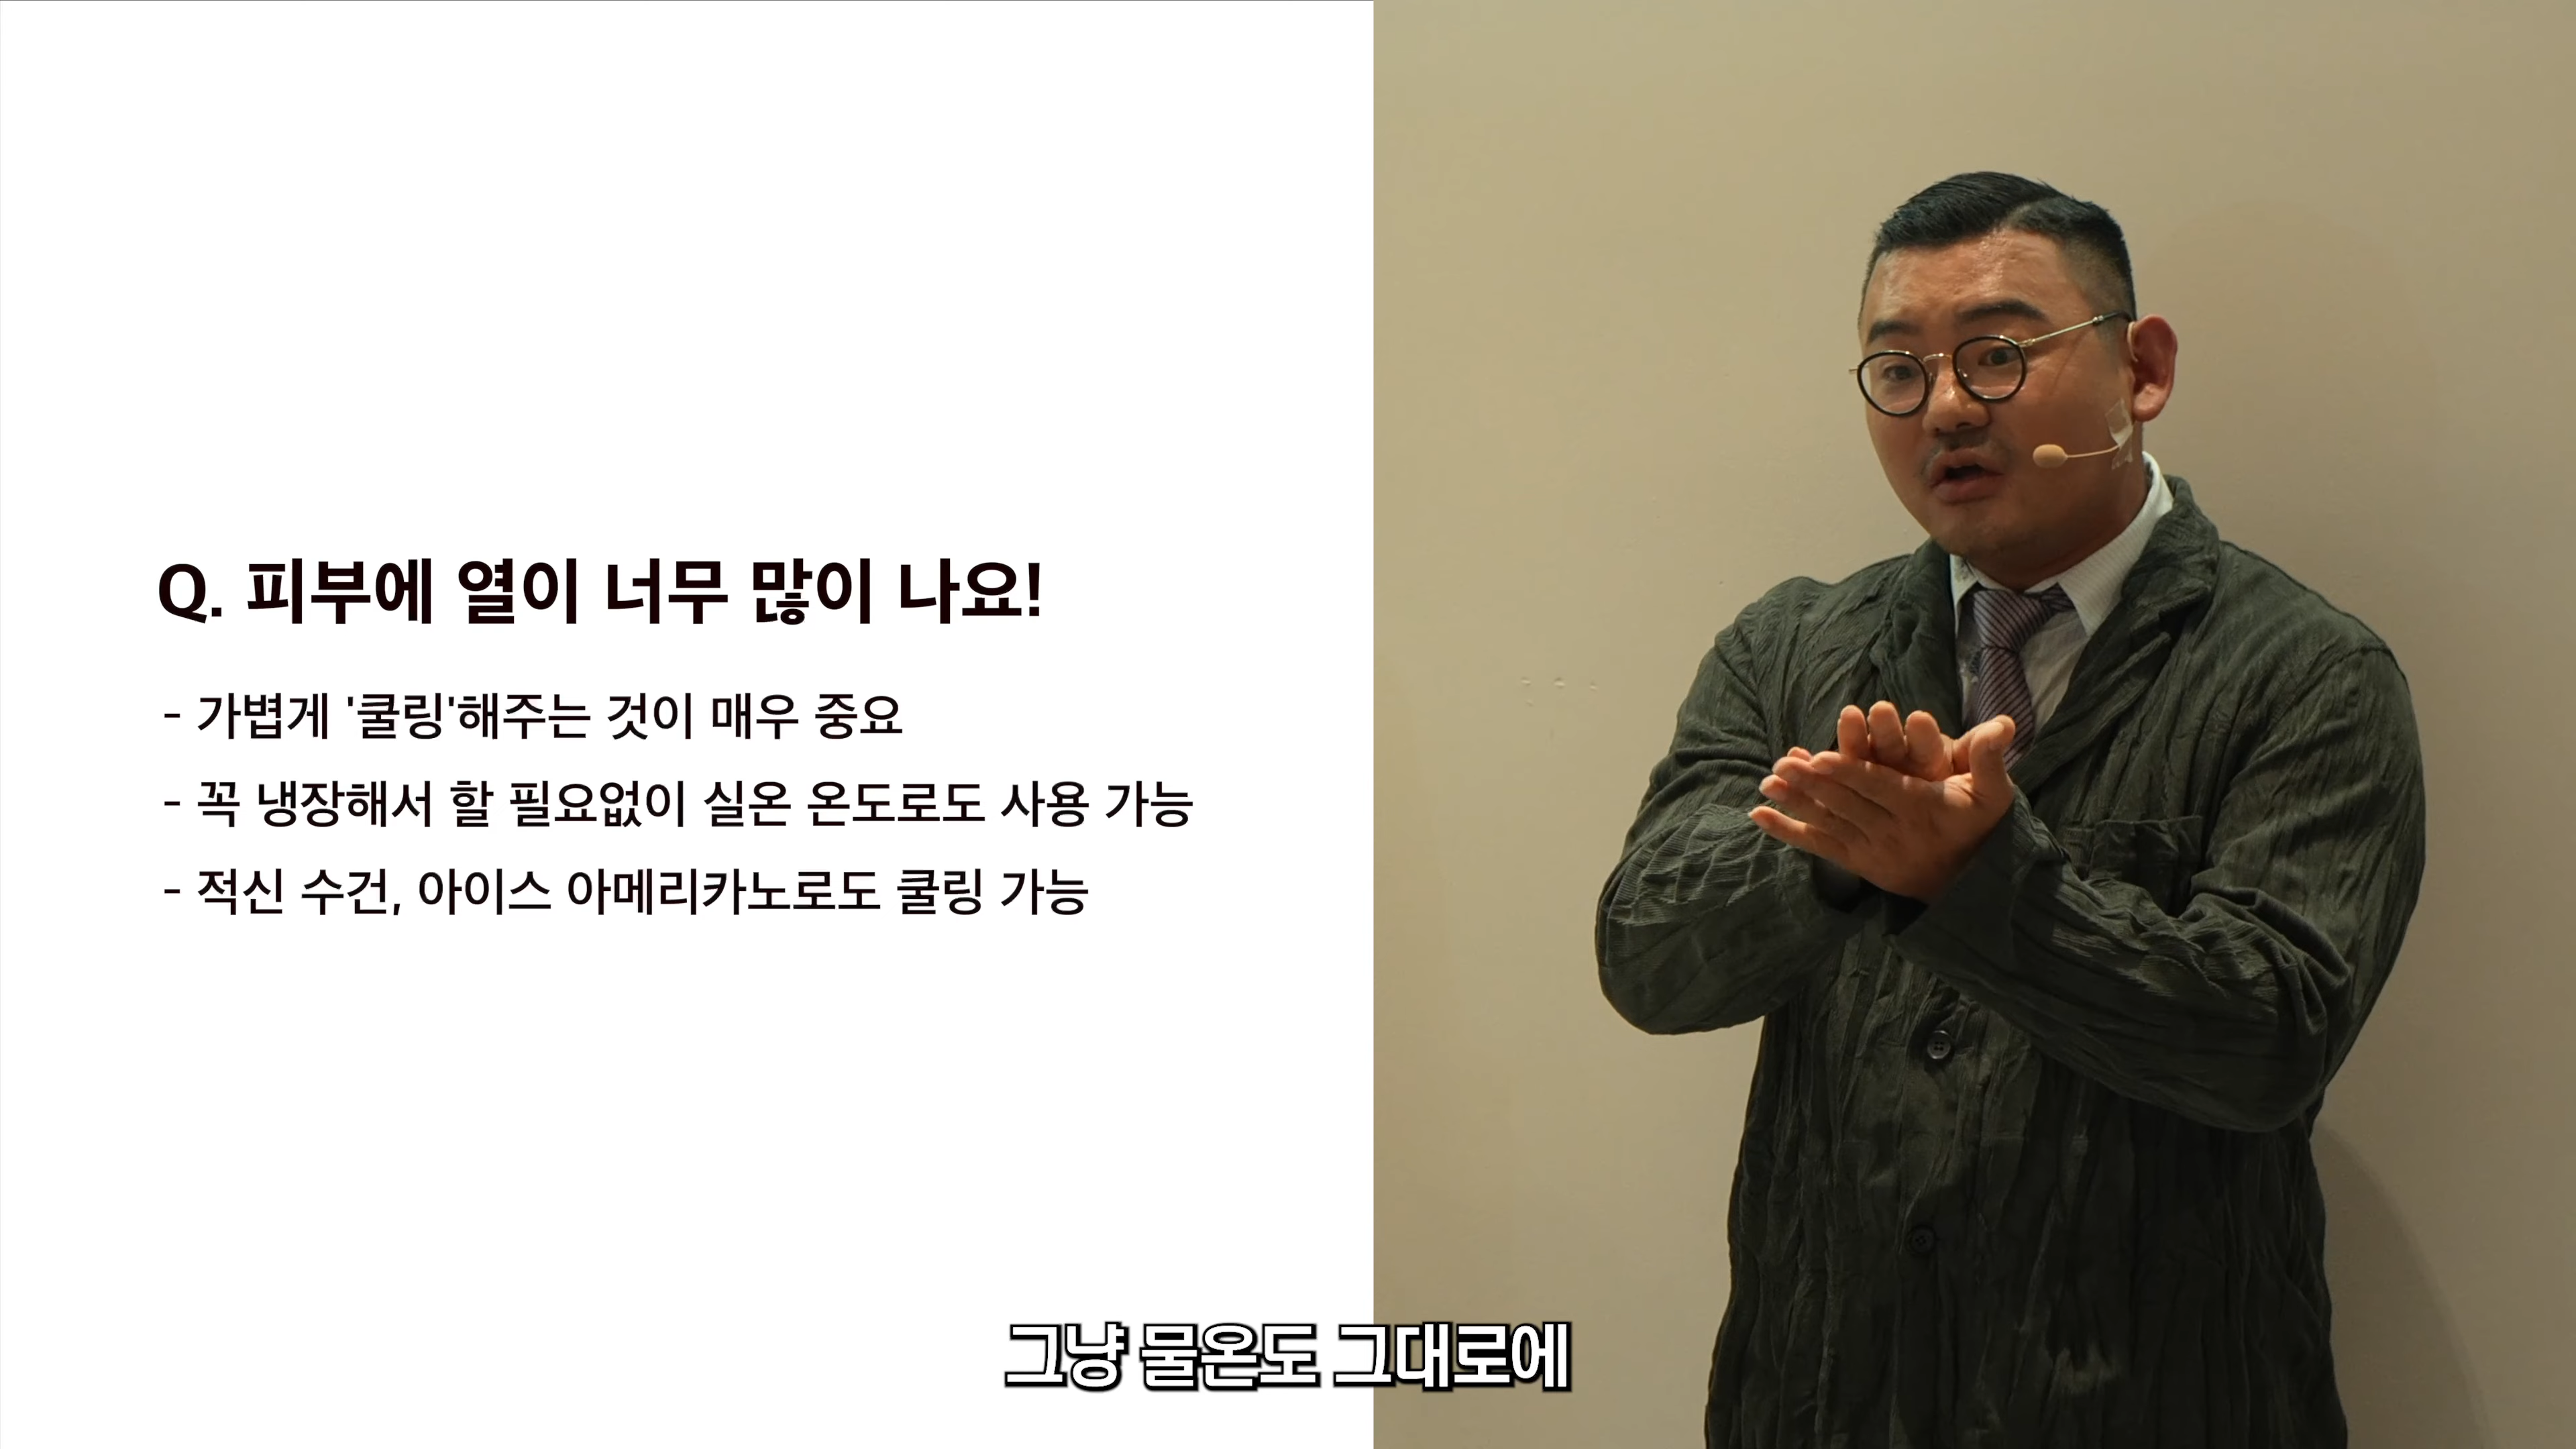 Q. 피부에 열이 너무 많이 나요!
- 가볍게 '쿨링'해주는 것이 매우 중요
- 꼭 냉장해서 할 필요없이 실온 온도로도 사용 가능
- 적신 수건, 아이스 아메리카노로도 쿨링 가능
그냥 물온도 그대로에